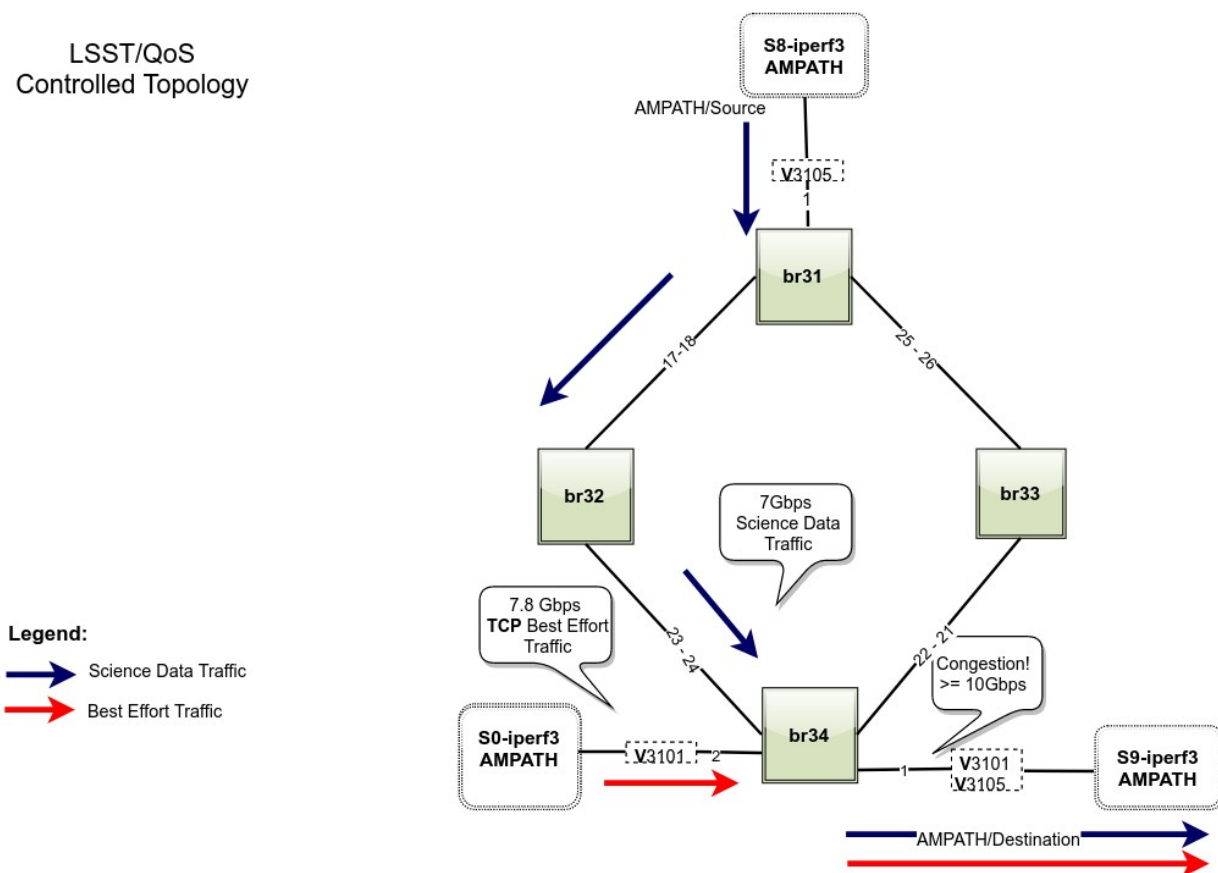 LSST/QoS
Controlled Topology
S8-iperf3
AMPATH
AMPATH/Source
V3105
1
br31
17-18
25 - 26
br32
br33
7Gbps
Science Data
Traffic
7.8 Gbps
TCP Best Effort
Traffic
23 - 24
22 - 21
Congestion!
>= 10Gbps
Legend:
Science Data Traffic
Best Effort Traffic
S0-iperf3
AMPATH
V3101
2
br34
1
V3101
V3105
S9-iperf3
AMPATH
AMPATH/Destination